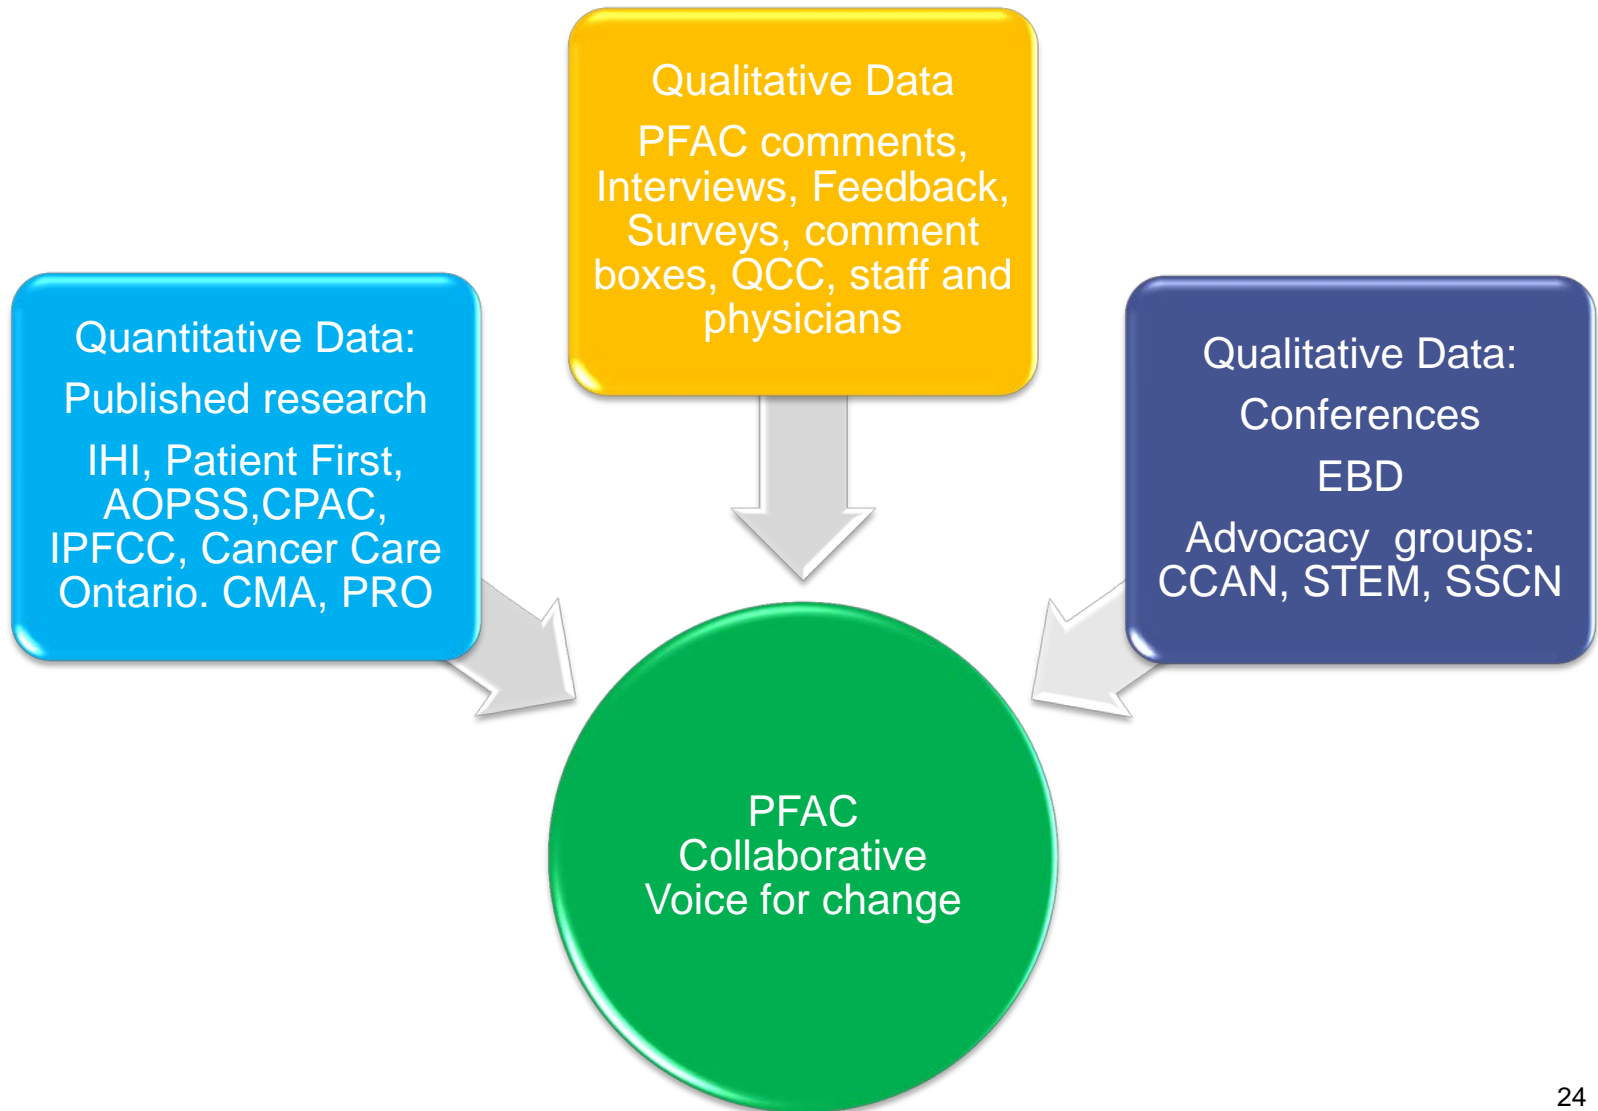 Qualitative Data
PFAC comments,
Interviews, Feedback,
Surveys, comment
boxes, QCC, staff and
physicians
Quantitative Data:
Published research
IHI, Patient First,
AOPSS,CPAC,
IPFCC, Cancer Care
Ontario. CMA, PRO
Qualitative Data:
Conferences
EBD
Advocacy  groups:
CCAN, STEM, SSCN
PFAC
Collaborative
Voice for change
24